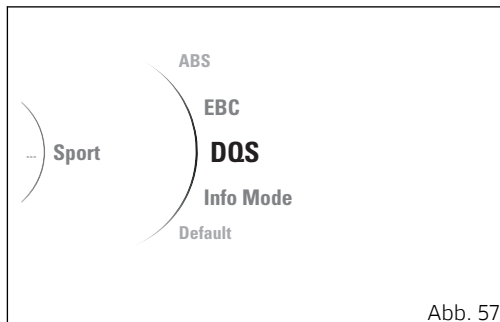 ABS
EBC
... Sport DQS
Info Mode
Default
Abb. 57